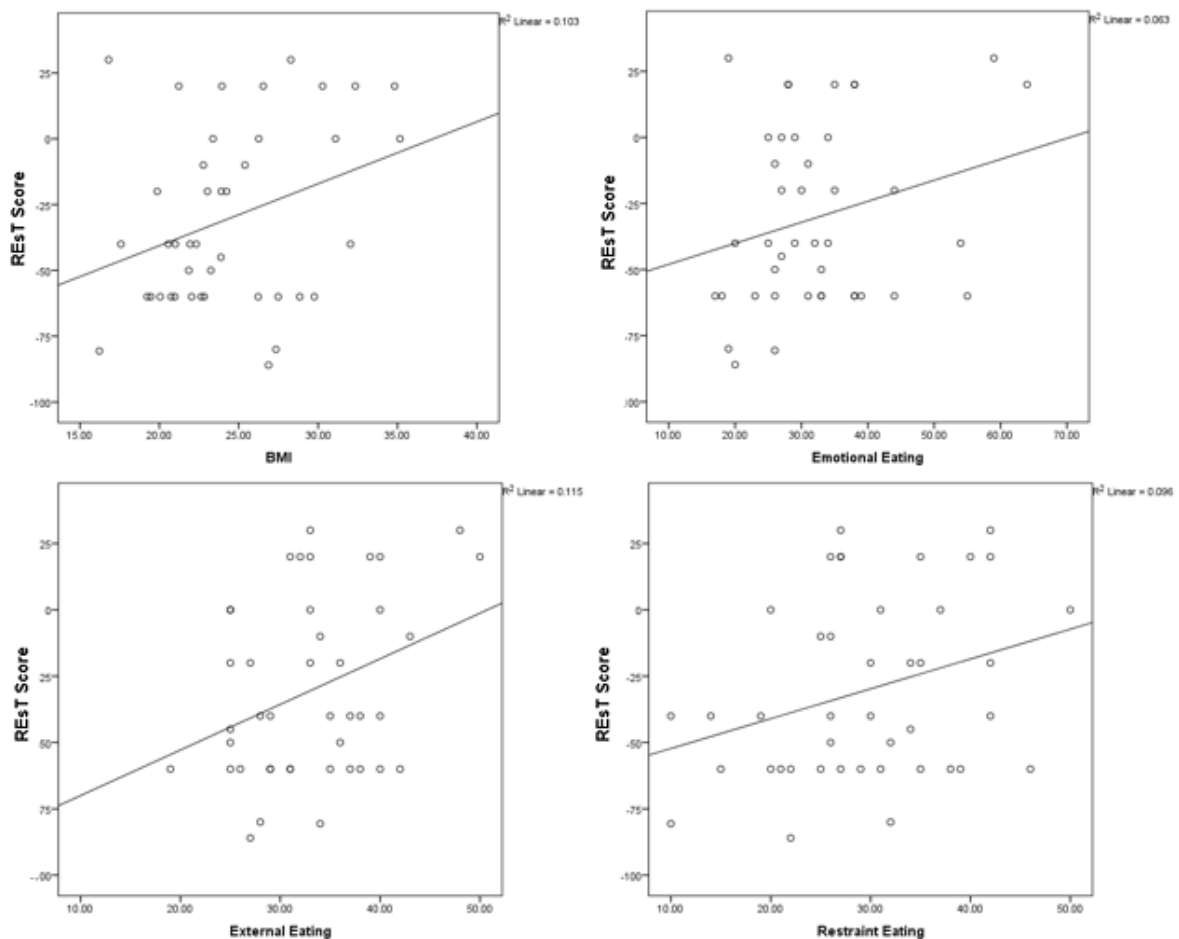 R² Linear = 0.103
REsT Score
25
0
-25
-50
-75
-100
15.00 20.00 25.00 30.00 35.00 40.00
BMI
R² Linear = 0.063
REsT Score
25
0
-25
-50
-75
.00
10.00 20.00 30.00 40.00 50.00 60.00 70.00
Emotional Eating
R² Linear = 0.115
REsT Score
25
0
-25
-50
-75
-.00
10.00 20.00 30.00 40.00 50.00
External Eating
R² Linear = 0.096
REsT Score
25
0
-25
-50
-75
-100
10.00 20.00 30.00 40.00 50.00
Restraint Eating